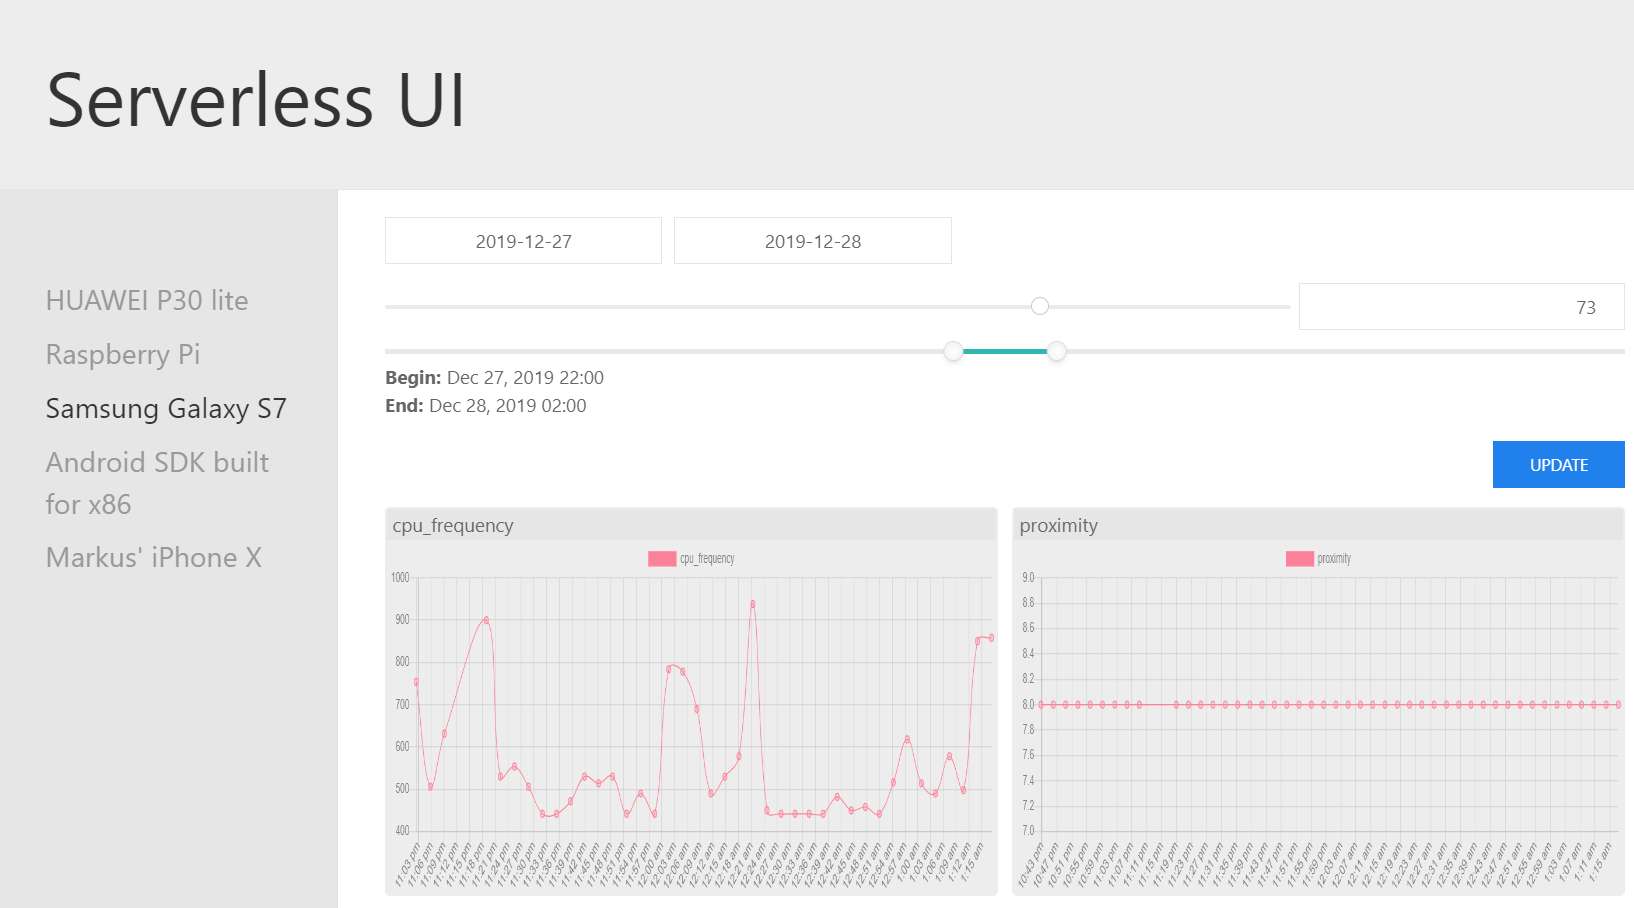 Serverless UI
HUAWEI P30 lite
Raspberry Pi
Samsung Galaxy S7
Android SDK built
for x86
Markus' iPhone X
2019-12-27 2019-12-28
73
Begin: Dec 27, 2019 22:00
End: Dec 28, 2019 02:00
UPDATE
cpu_frequency
cpu_frequency
1000
900
800
700
600
500
400
11:03 pm 11:06 pm 11:09 pm 11:12 pm 11:15 pm 11:18 pm 11:21 pm 11:24 pm 11:27 pm 11:30 pm 11:33 pm 11:36 pm 11:39 pm 11:42 pm 11:45 pm 11:48 pm 11:51 pm 11:54 pm 11:57 pm 12:00 am 12:03 am 12:06 am 12:09 am 12:12 am 12:15 am 12:18 am 12:21 am 12:24 am 12:27 am 12:30 am 12:33 am 12:36 am 12:39 am 12:42 am 12:45 am 12:48 am 12:51 am 12:54 am 12:57 am 1:00 am 1:03 am 1:06 am 1:09 am 1:12 am 1:15 am
proximity
proximity
9.0
8.8
8.6
8.4
8.2
8.0
7.8
7.6
7.4
7.2
7.0
10:43 pm 10:47 pm 10:51 pm 10:55 pm 10:59 pm 11:03 pm 11:07 pm 11:11 pm 11:15 pm 11:19 pm 11:23 pm 11:27 pm 11:31 pm 11:35 pm 11:39 pm 11:43 pm 11:47 pm 11:51 pm 11:55 pm 11:59 pm 12:03 am 12:07 am 12:11 am 12:15 am 12:19 am 12:23 am 12:27 am 12:31 am 12:35 am 12:39 am 12:43 am 12:47 am 12:51 am 12:55 am 12:59 am 1:03 am 1:07 am 1:11 am 1:15 am